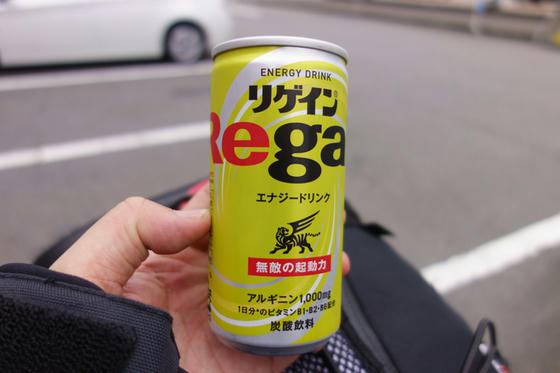 ENERGY DRINK
リゲイン®
Rega
エナジードリンク
無敵の起動力
アルギニン1,000mg
1日分*のビタミンB1・B2・B6配合
炭酸飲料